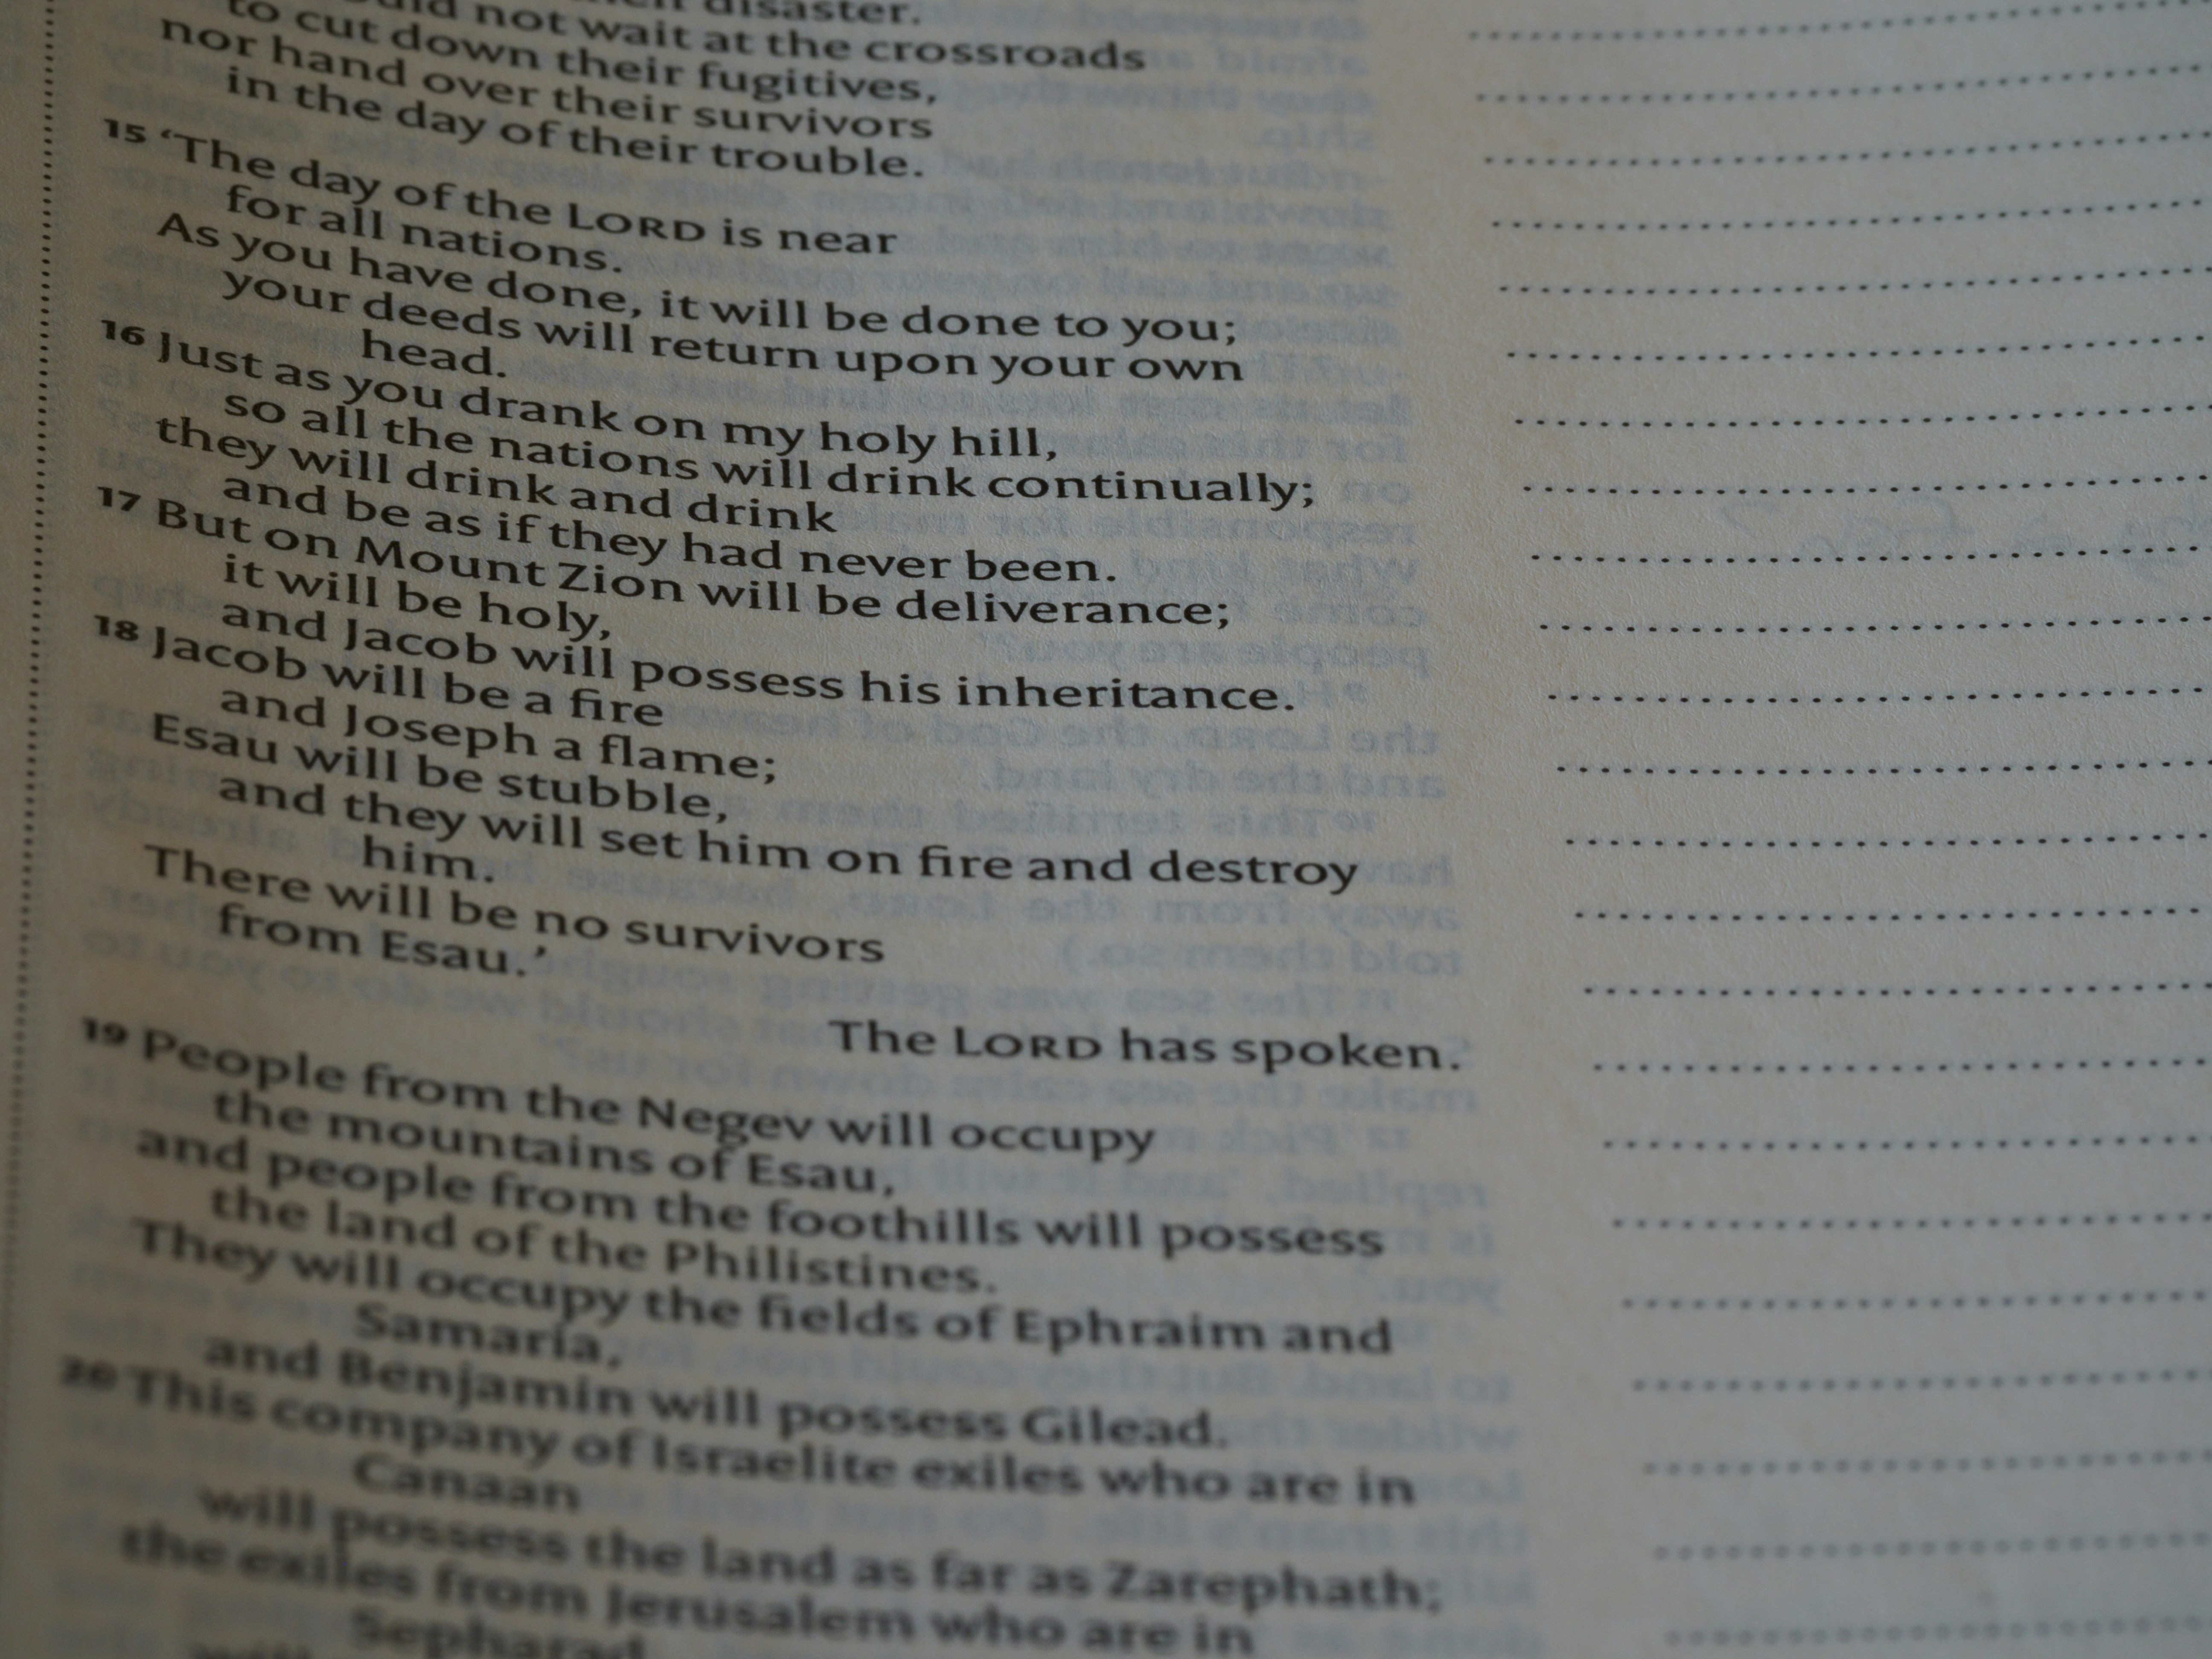 disaster.
not wait at the crossroads
to cut down their fugitives,
nor hand over their survivors
in the day of their trouble.
15 ‘The day of the LORD is near
for all nations.
As you have done, it will be done to you;
your deeds will return upon your own
head.
16 Just as you drank on my holy hill,
so all the nations will drink continually;
they will drink and drink
and be as if they had never been.
17 But on Mount Zion will be deliverance;
it will be holy,
and Jacob will possess his inheritance.
18 Jacob will be a fire
and Joseph a flame;
Esau will be stubble,
and they will set him on fire and destroy
him.
There will be no survivors
from Esau.’
The LORD has spoken.
19 People from the Negev will occupy
the mountains of Esau,
and people from the foothills will possess
the land of the Philistines.
They will occupy the fields of Ephraim and
Samaria,
and Benjamin will possess Gilead.
20 This company of Israelite exiles who are in
Canaan
will possess the land as far as Zarephath;
the exiles from Jerusalem who are in
Sepharad